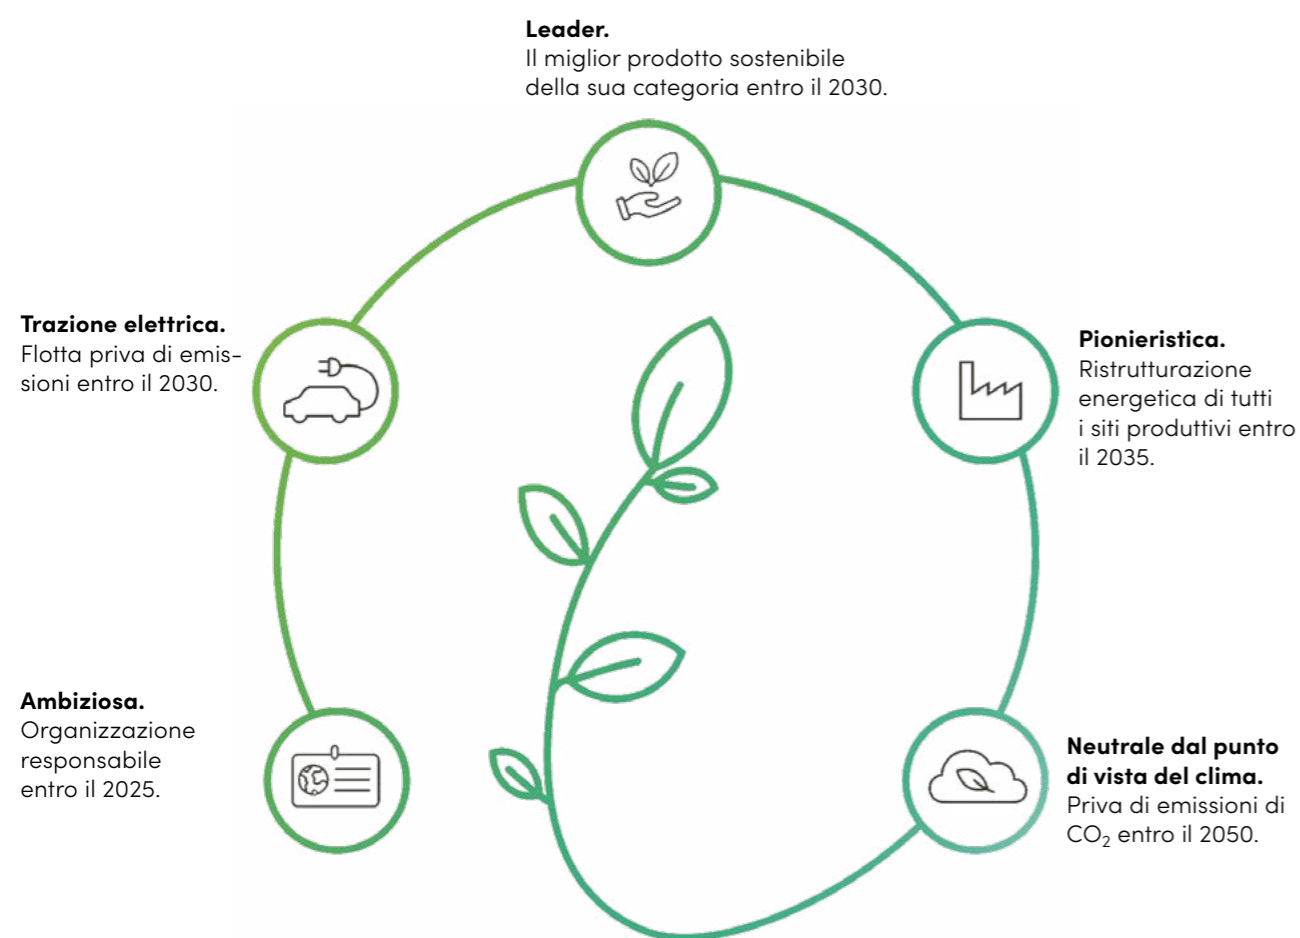 Leader.
Il miglior prodotto sostenibile
della sua categoria entro il 2030.
Trazione elettrica.
Flotta priva di emis-
sioni entro il 2030.
Pionieristica.
Ristrutturazione
energetica di tutti
i siti produttivi entro
il 2035.
Ambiziosa.
Organizzazione
responsabile
entro il 2025.
Neutrale dal punto
di vista del clima.
Priva di emissioni di
CO₂ entro il 2050.